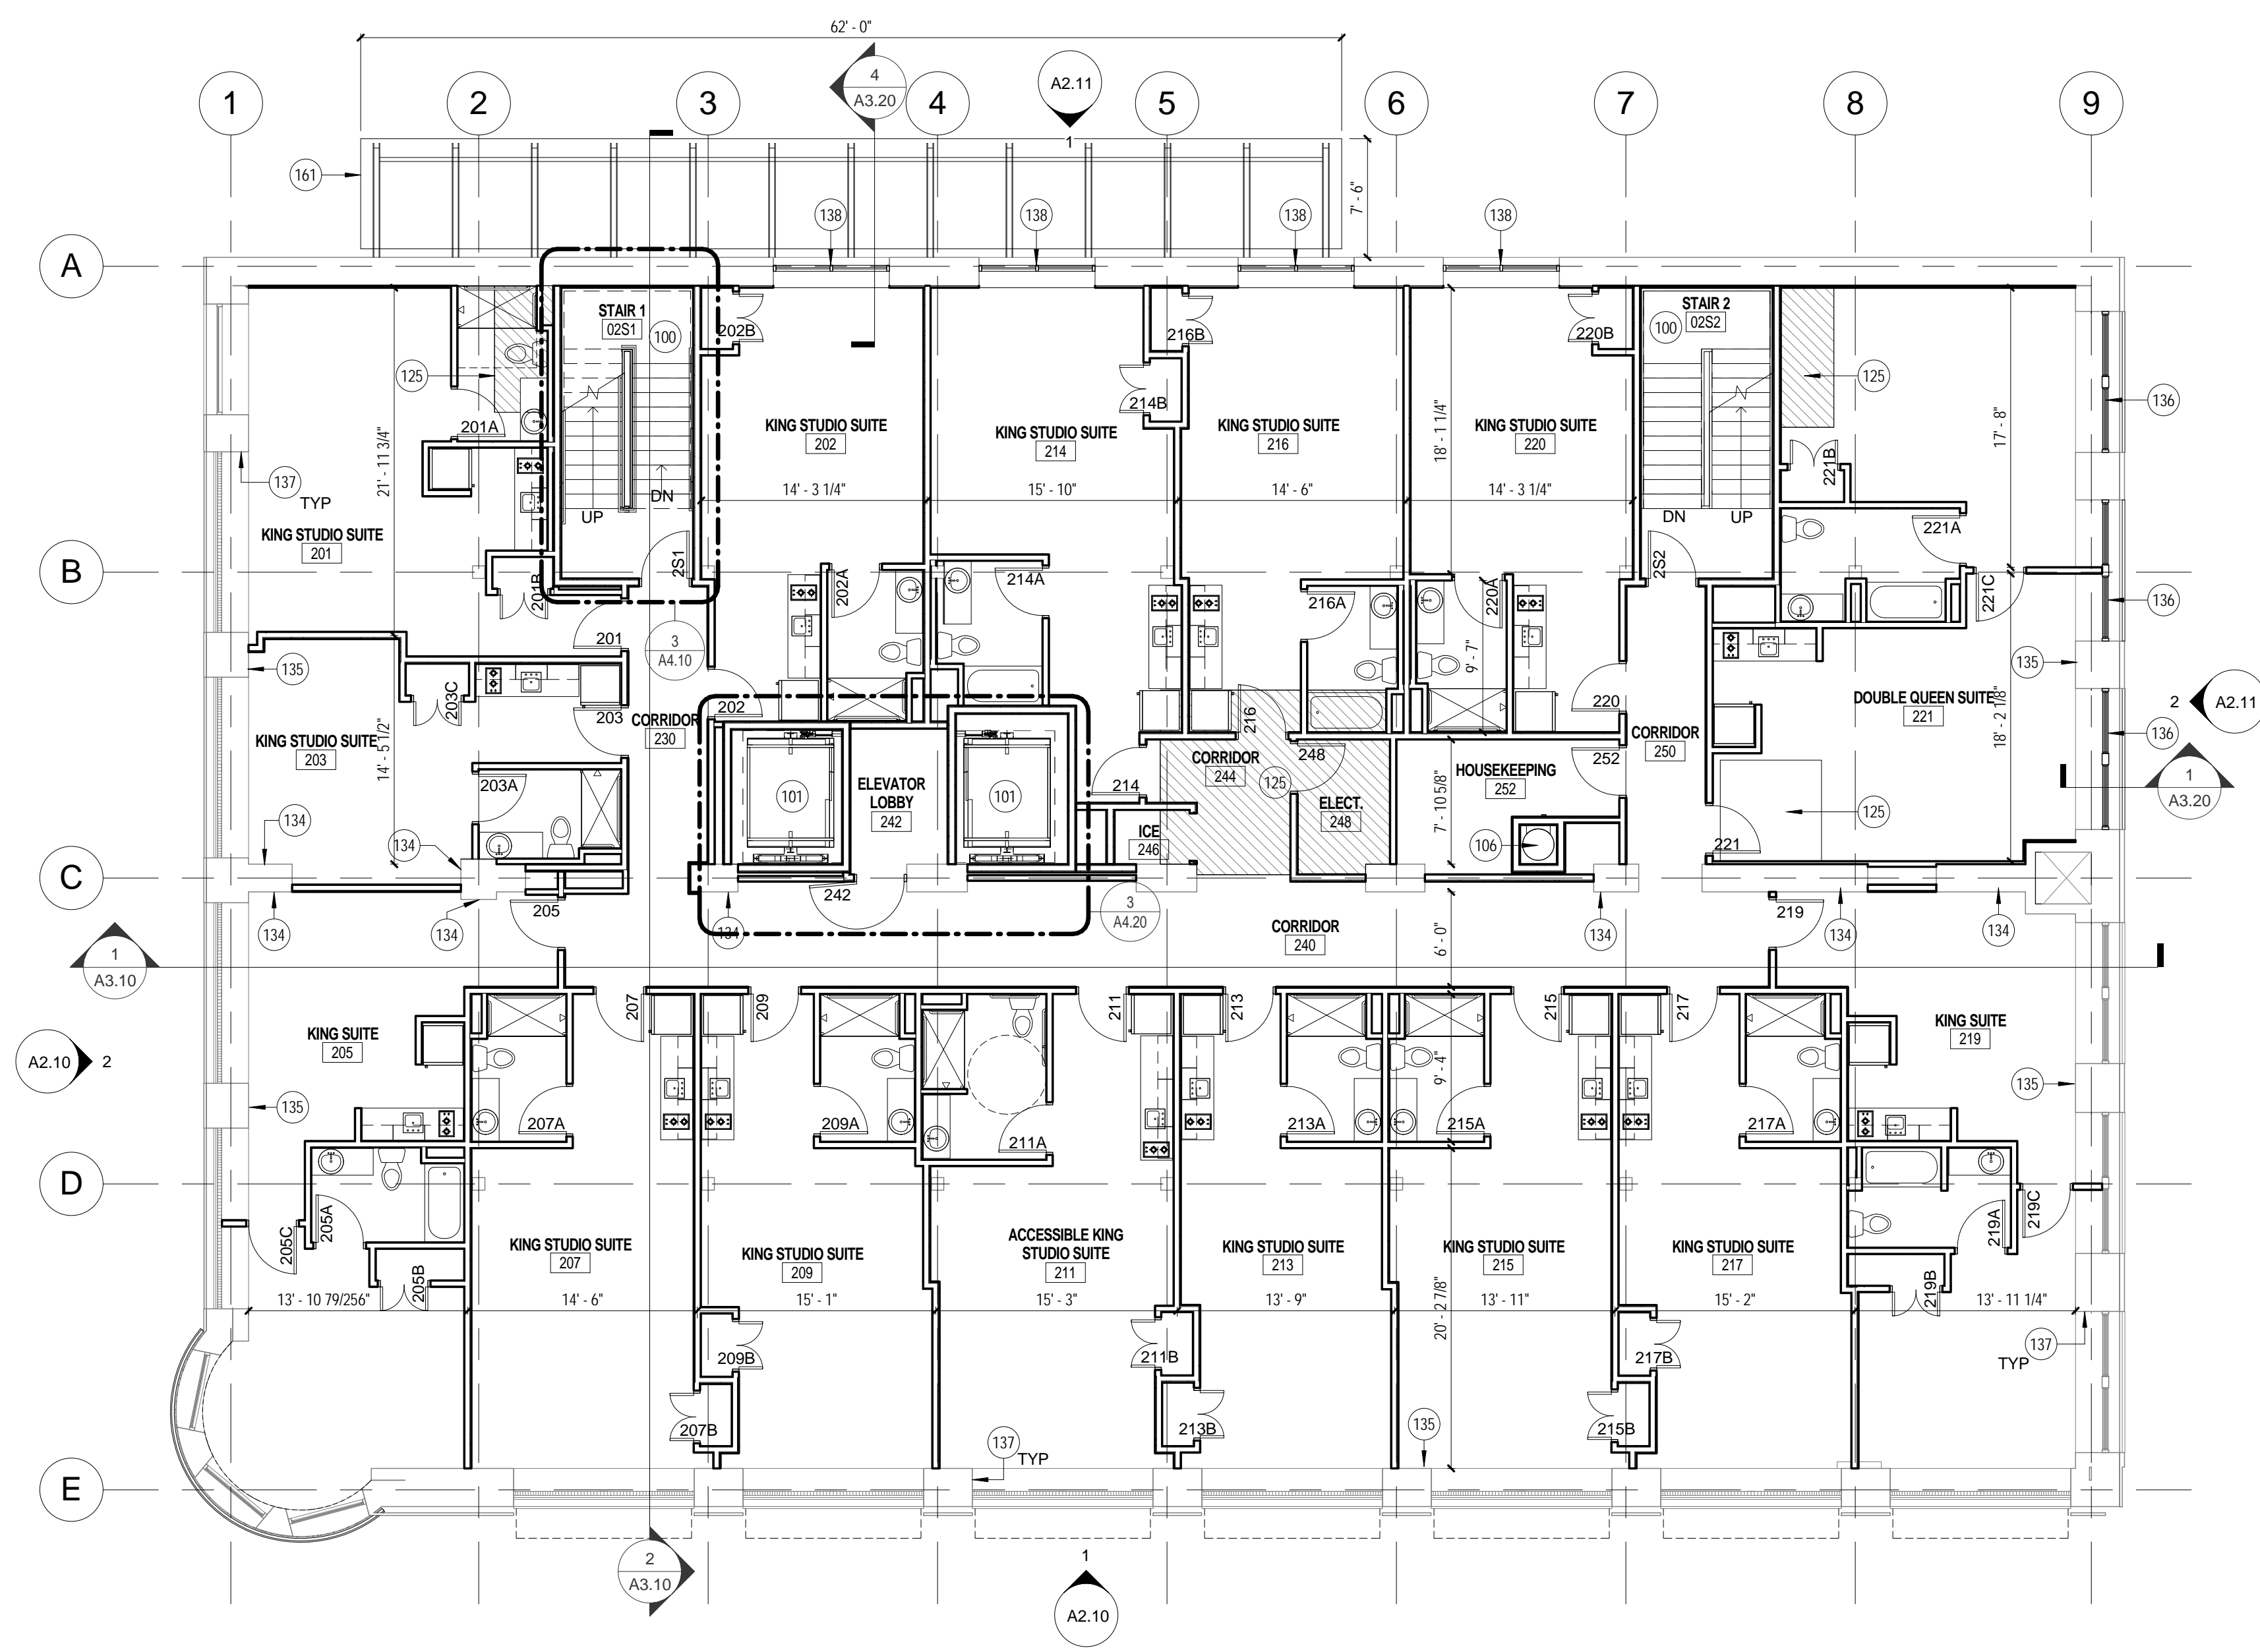 62' - 0"
4
A3.20
A2.11
1
1
2
3
4
5
6
7
8
9
161
7' - 6"
138
138
138
138
A
STAIR 1
02S1
100
202B
216B
220B
STAIR 2
02S2
100
125
125
214B
136
201A
KING STUDIO SUITE
202
KING STUDIO SUITE
214
KING STUDIO SUITE
216
KING STUDIO SUITE
220
21' - 11 3/4"
18' - 1 1/4"
17' - 8"
221B
137
TYP
14' - 3 1/4"
15' - 10"
14' - 6"
14' - 3 1/4"
DN
UP
DN
UP
KING STUDIO SUITE
201
221A
B
2S1
2S2
201B
202A
214A
216A
220A
221C
136
201
3
A4.10
9' - 7"
135
135
203C
203
202
216
220
DOUBLE QUEEN SUITE
221
18' - 2 1/8"
2
A2.11
CORRIDOR
230
CORRIDOR
250
136
KING STUDIO SUITE
203
14' - 5 1/2"
CORRIDOR
244
248
252
HOUSEKEEPING
252
203A
101
ELEVATOR
LOBBY
242
101
214
125
1
A3.20
ELECT.
248
7' - 10 5/8"
125
134
134
ICE
246
106
221
C
242
3
A4.20
205
219
134
134
134
134
134
134
CORRIDOR
240
6' - 0"
1
A3.10
207
209
211
213
215
217
KING SUITE
205
KING SUITE
219
A2.10
2
9' - 4"
135
135
207A
209A
211A
213A
215A
217A
D
205A
205C
219A
219C
KING STUDIO SUITE
207
KING STUDIO SUITE
209
ACCESSIBLE KING
STUDIO SUITE
211
KING STUDIO SUITE
213
KING STUDIO SUITE
215
KING STUDIO SUITE
217
205B
219B
13' - 10 79/256"
14' - 6"
15' - 1"
15' - 3"
13' - 9"
13' - 11"
15' - 2"
13' - 11 1/4"
20' - 2 7/8"
209B
211B
217B
137
TYP
207B
213B
215B
135
137
TYP
E
2
A3.10
1
A2.10